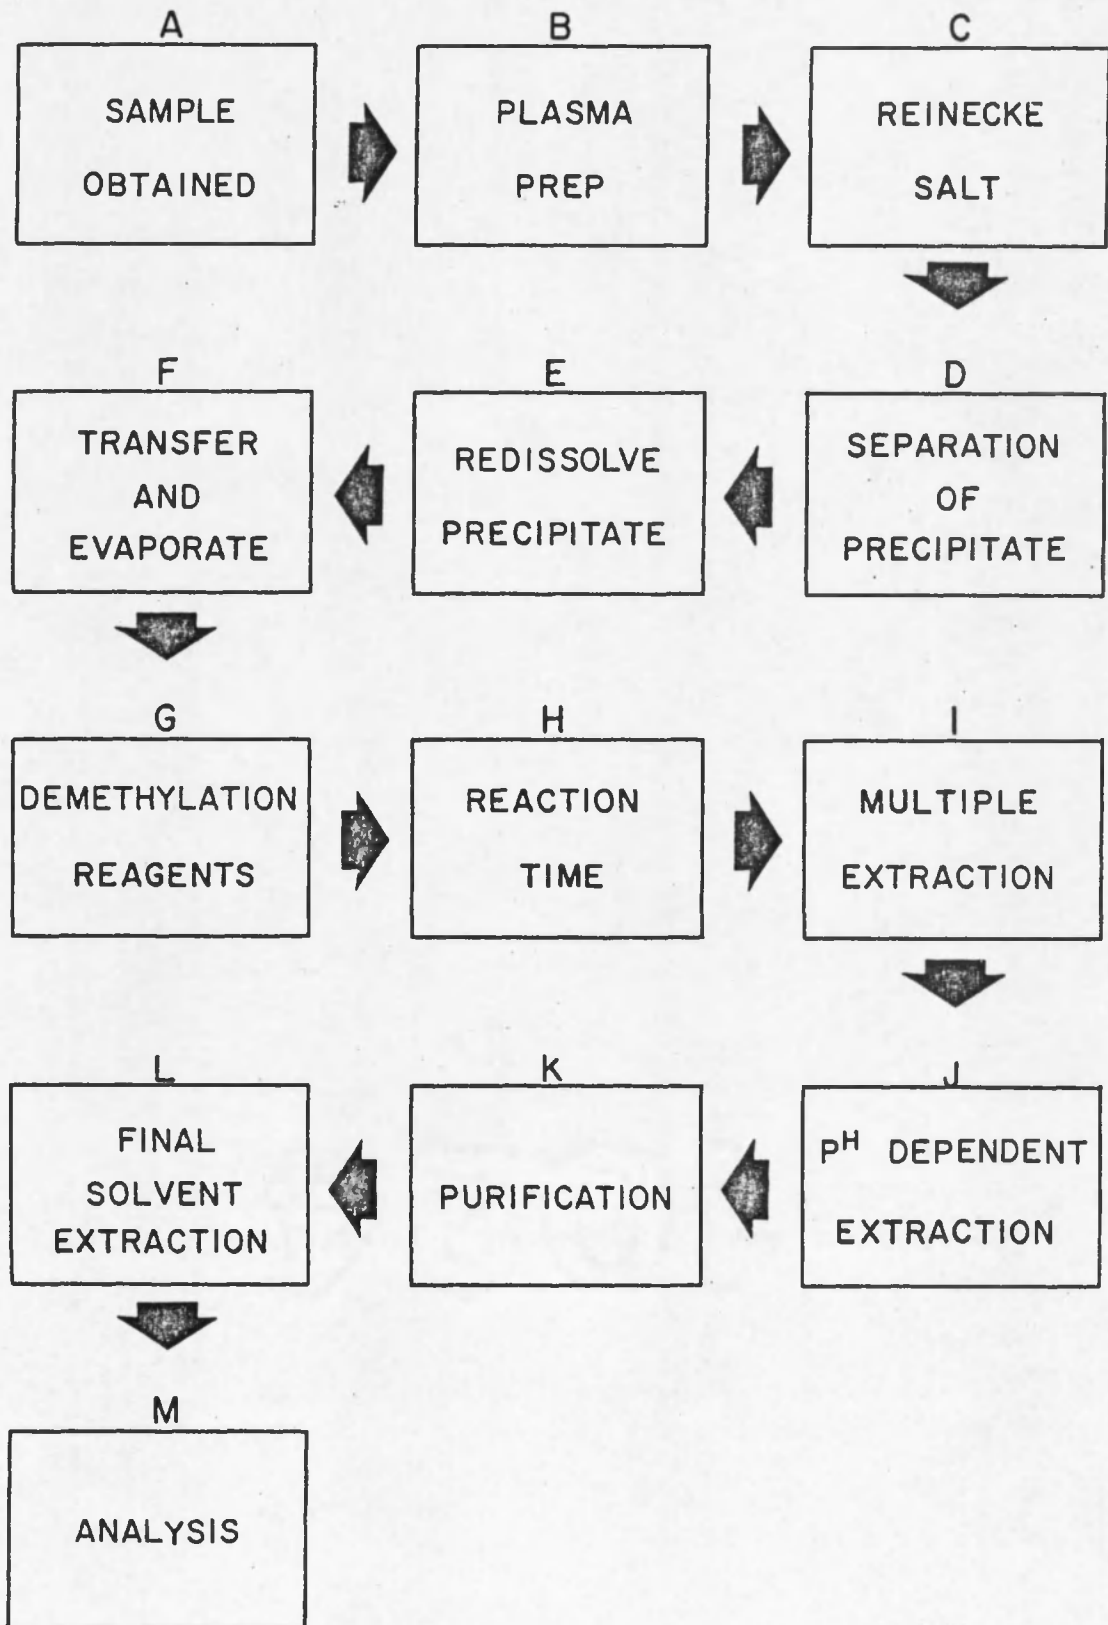 A
SAMPLE
OBTAINED
B
PLASMA
PREP
C
REINECKE
SALT
D
SEPARATION
OF
PRECIPITATE
E
REDISSOLVE
PRECIPITATE
F
TRANSFER
AND
EVAPORATE
G
DEMETHYLATION
REAGENTS
H
REACTION
TIME
I
MULTIPLE
EXTRACTION
J
PH DEPENDENT
EXTRACTION
K
PURIFICATION
L
FINAL
SOLVENT
EXTRACTION
M
ANALYSIS